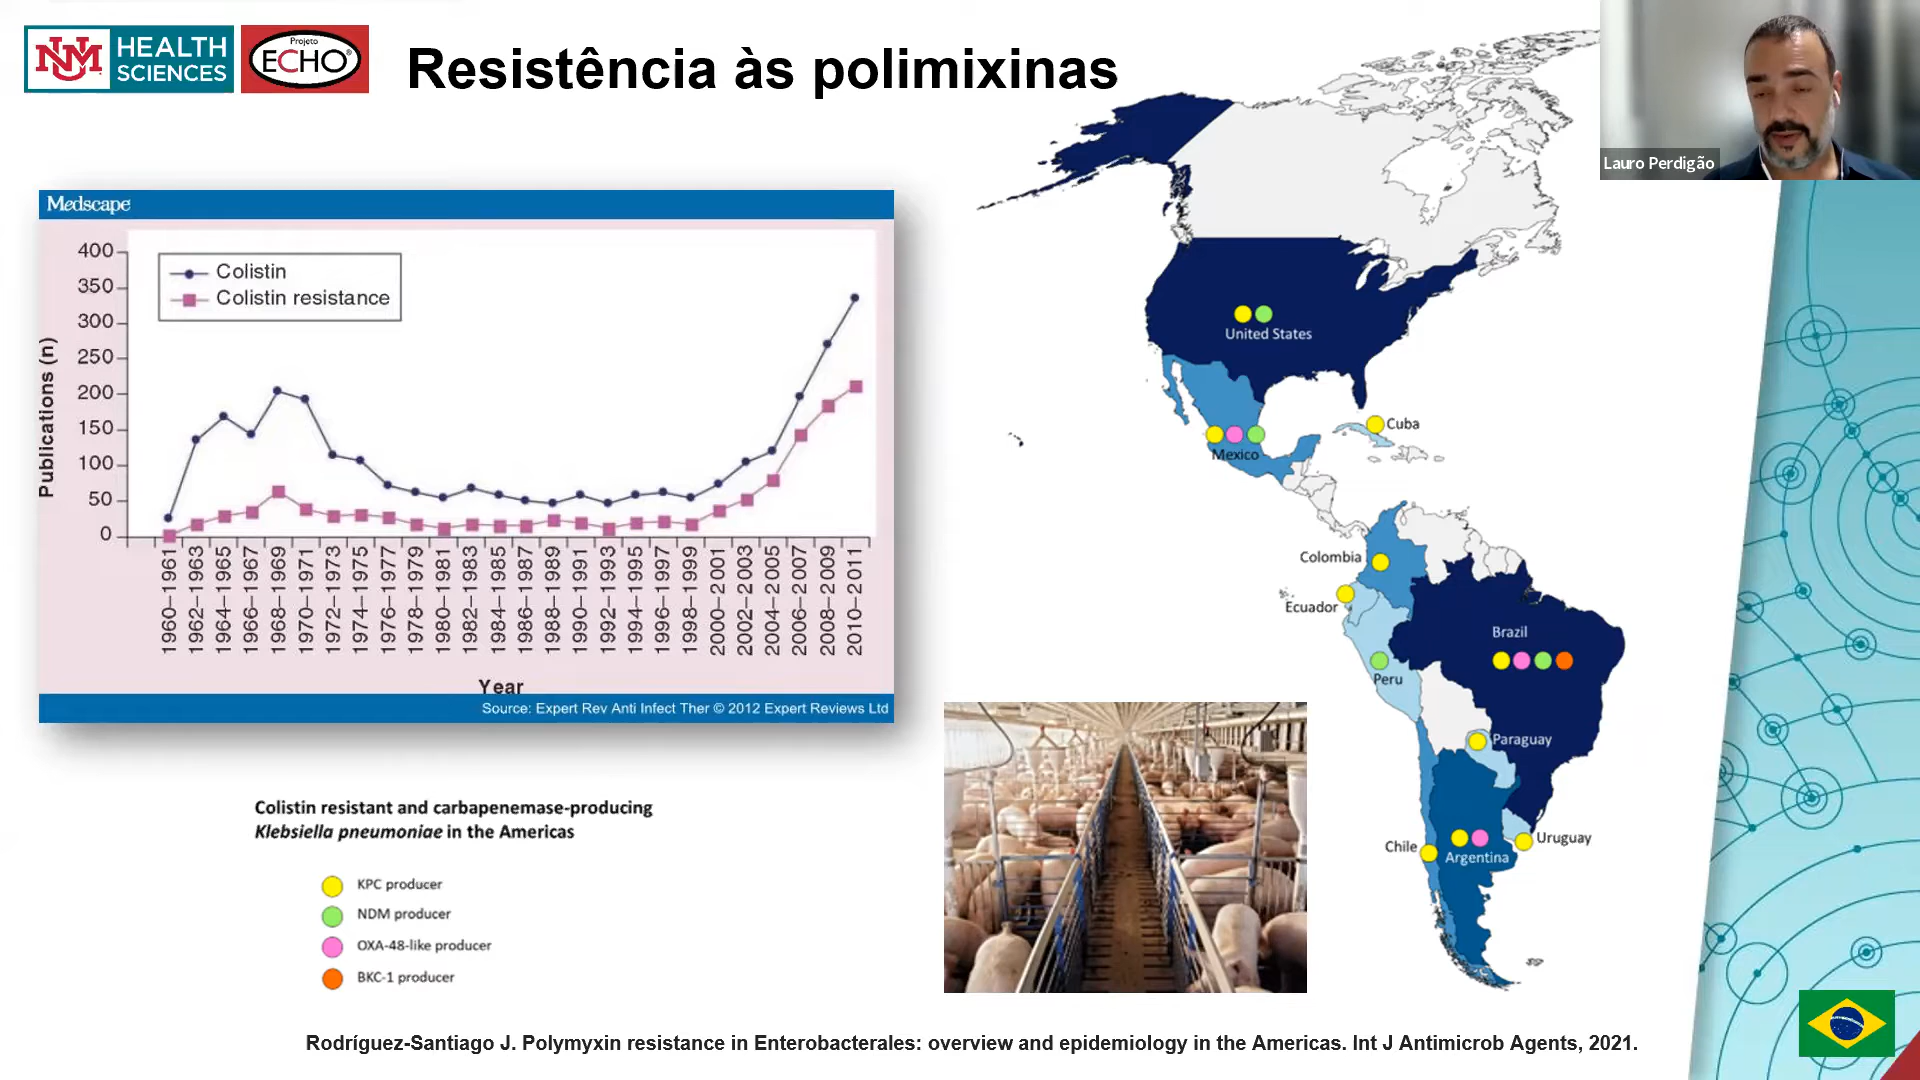 UNM
HEALTH
SCIENCES
Projeto
ECHO®
Resistência às polimixinas
Lauro Perdigão
Medscape
Publications (n)
400
350
300
250
200
150
100
50
0
Colistin
Colistin resistance
1960–1961
1962–1963
1964–1965
1966–1967
1968–1969
1970–1971
1972–1973
1974–1975
1976–1977
1978–1979
1980–1981
1982–1983
1984–1985
1986–1987
1988–1989
1990–1991
1992–1993
1994–1995
1996–1997
1998–1999
2000–2001
2002–2003
2004–2005
2006–2007
2008–2009
2010–2011
Year
Source: Expert Rev Anti Infect Ther © 2012 Expert Reviews Ltd
United States
Cuba
Mexico
Colombia
Ecuador
Brazil
Peru
Paraguay
Uruguay
Chile
Argentina
Colistin resistant and carbapenemase-producing
Klebsiella pneumoniae in the Americas
KPC producer
NDM producer
OXA-48-like producer
BKC-1 producer
Rodríguez-Santiago J. Polymyxin resistance in Enterobacterales: overview and epidemiology in the Americas. Int J Antimicrob Agents, 2021.